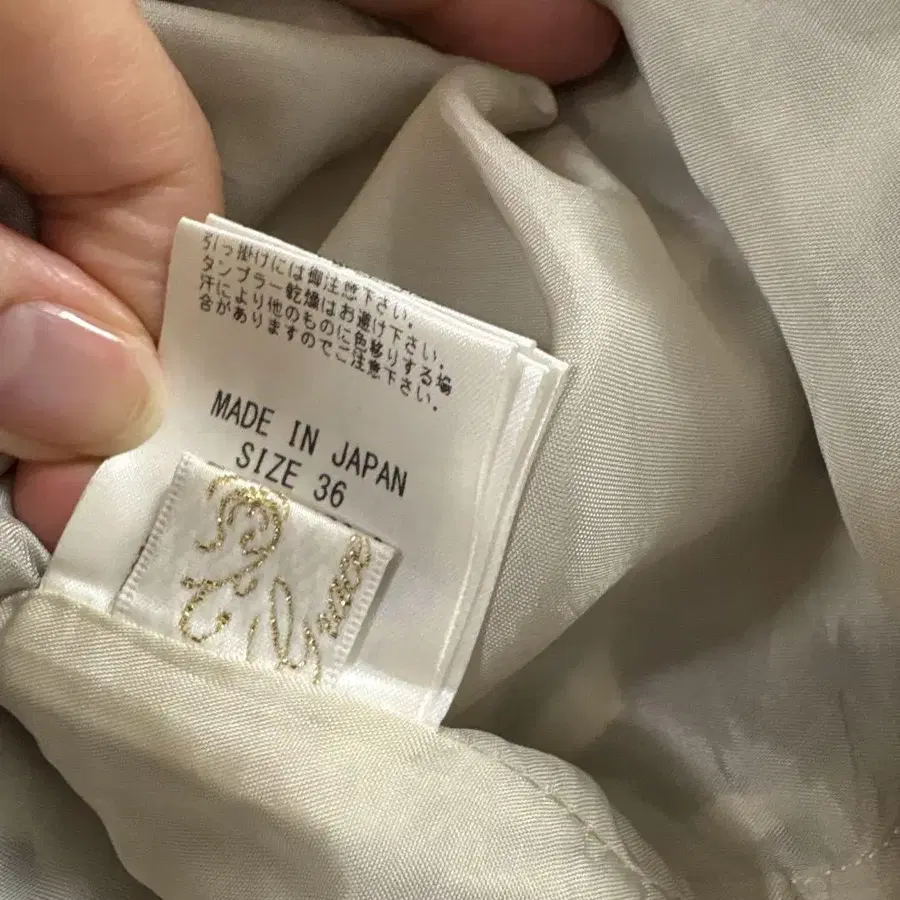 引っ掛けには御注意下さい.
タンブラー乾燥はお避け下さい.
汗により他のものに色移りする場
合がありますのでご注意下さい.
MADE IN JAPAN
SIZE 36